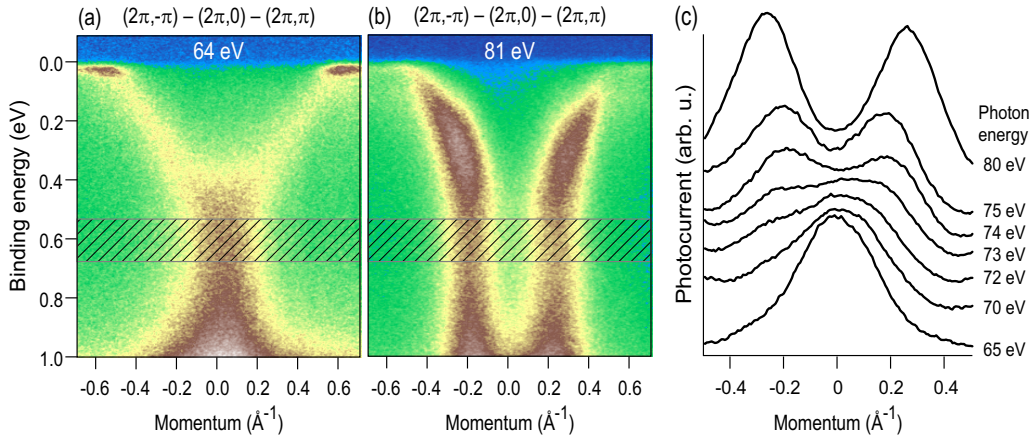 (a) (2π,-π) – (2π,0) – (2π,π)
64 eV
Binding energy (eV)
0.0
0.2
0.4
0.6
0.8
1.0
-0.6 -0.4 -0.2 0.0 0.2 0.4 0.6
Momentum (Å⁻¹)
(b) (2π,-π) – (2π,0) – (2π,π)
81 eV
-0.6 -0.4 -0.2 0.0 0.2 0.4 0.6
Momentum (Å⁻¹)
(c)
Photocurrent (arb. u.)
Photon
energy
80 eV
75 eV
74 eV
73 eV
72 eV
70 eV
65 eV
-0.4 -0.2 0 0.2 0.4
Momentum (Å⁻¹)